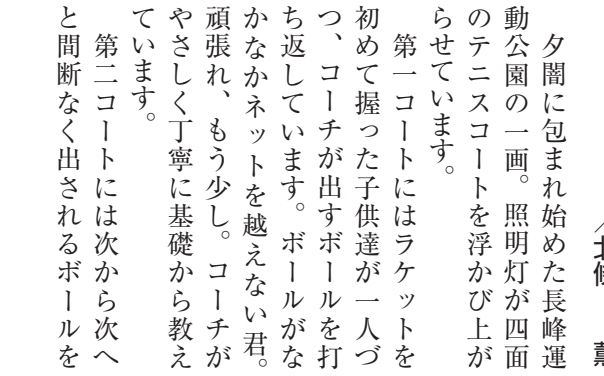 北條　薫
夕闇に包まれ始めた長峰運
動公園の一画。照明灯が四面
のテニスコートを浮かび上が
らせています。
第一コートにはラケットを
初めて握った子供達が一人づ
つ、コーチが出すボールを打
ち返しています。ボールがな
かなかネットを越えない君。
頑張れ、もう少し。コーチが
やさしく丁寧に基礎から教え
ています。
第二コートには次から次へ
と間断なく出されるボールを